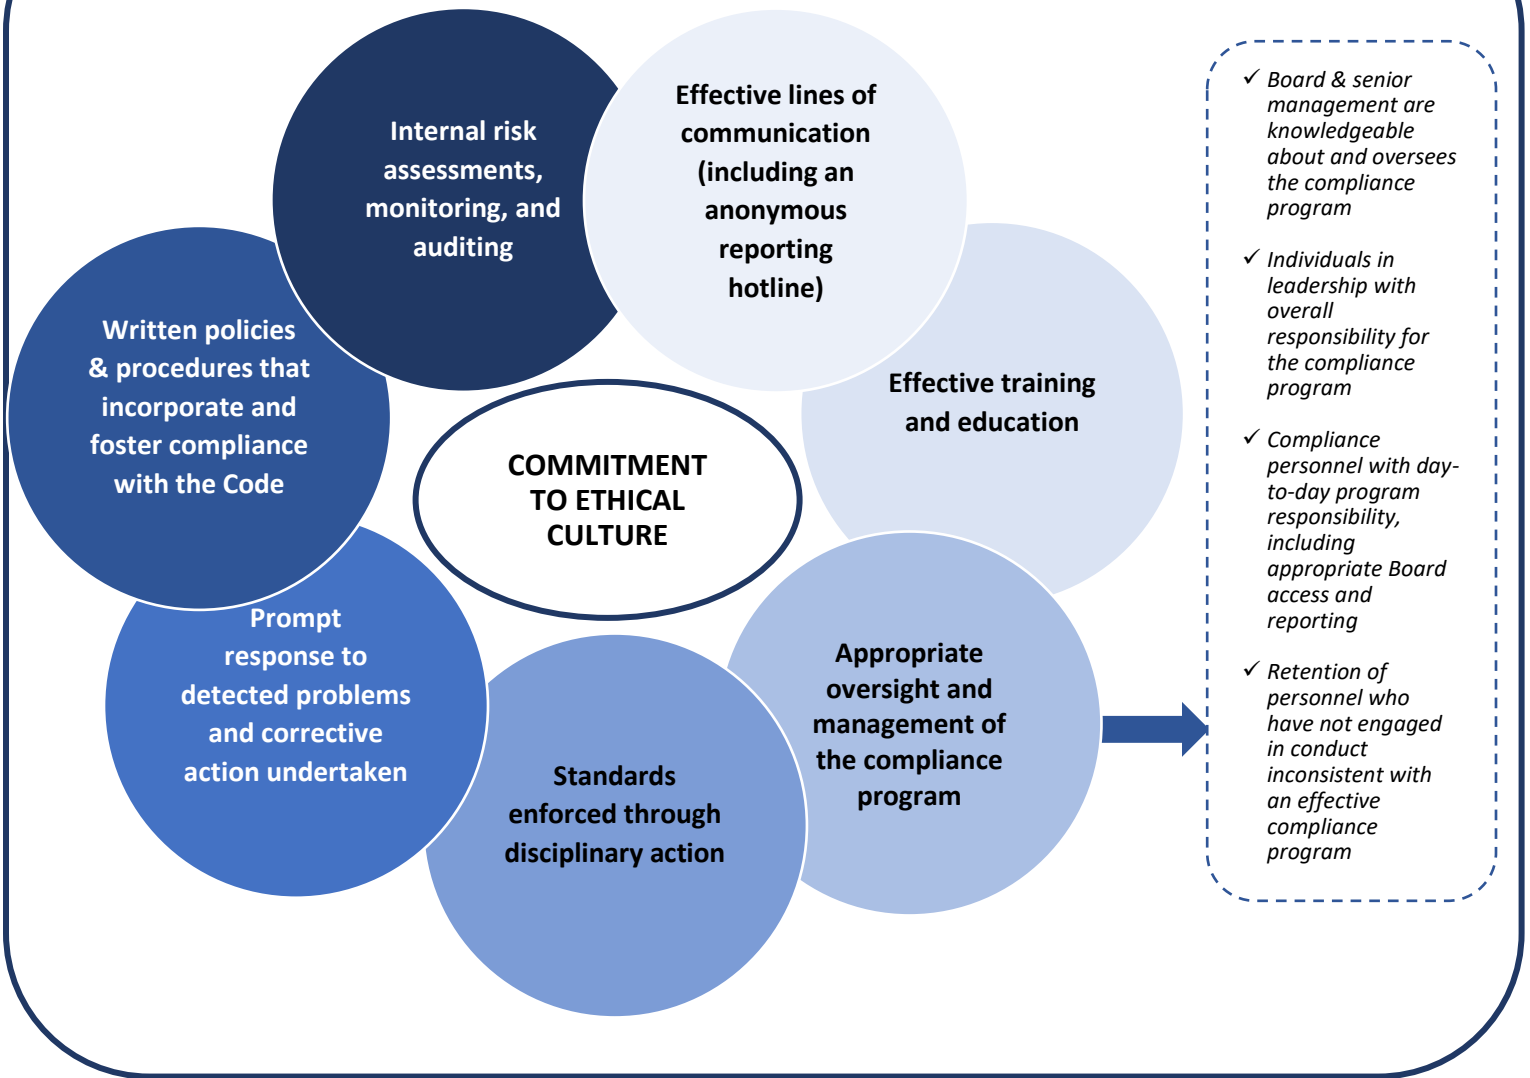 Internal risk
assessments,
monitoring, and
auditing
Effective lines of
communication
(including an
anonymous
reporting
hotline)
Effective training
and education
Appropriate
oversight and
management of
the compliance
program
Standards
enforced through
disciplinary action
Prompt
response to
detected problems
and corrective
action undertaken
Written policies
& procedures that
incorporate and
foster compliance
with the Code
COMMITMENT
TO ETHICAL
CULTURE
✓ Board & senior
management are
knowledgeable
about and oversees
the compliance
program
✓ Individuals in
leadership with
overall
responsibility for
the compliance
program
✓ Compliance
personnel with day-
to-day program
responsibility,
including
appropriate Board
access and
reporting
✓ Retention of
personnel who
have not engaged
in conduct
inconsistent with
an effective
compliance
program